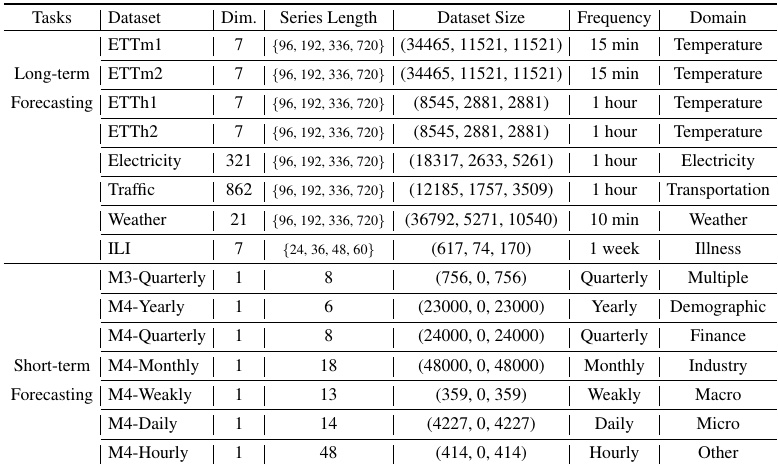 Tasks Dataset Dim. Series Length Dataset Size Frequency Domain
ETTm1 7 {96, 192, 336, 720} (34465, 11521, 11521) 15 min Temperature
Long-term ETTm2 7 {96, 192, 336, 720} (34465, 11521, 11521) 15 min Temperature
Forecasting ETTh1 7 {96, 192, 336, 720} (8545, 2881, 2881) 1 hour Temperature
ETTh2 7 {96, 192, 336, 720} (8545, 2881, 2881) 1 hour Temperature
Electricity 321 {96, 192, 336, 720} (18317, 2633, 5261) 1 hour Electricity
Traffic 862 {96, 192, 336, 720} (12185, 1757, 3509) 1 hour Transportation
Weather 21 {96, 192, 336, 720} (36792, 5271, 10540) 10 min Weather
ILI 7 {24, 36, 48, 60} (617, 74, 170) 1 week Illness
M3-Quarterly 1 8 (756, 0, 756) Quarterly Multiple
M4-Yearly 1 6 (23000, 0, 23000) Yearly Demographic
M4-Quarterly 1 8 (24000, 0, 24000) Quarterly Finance
Short-term M4-Monthly 1 18 (48000, 0, 48000) Monthly Industry
Forecasting M4-Weakly 1 13 (359, 0, 359) Weakly Macro
M4-Daily 1 14 (4227, 0, 4227) Daily Micro
M4-Hourly 1 48 (414, 0, 414) Hourly Other